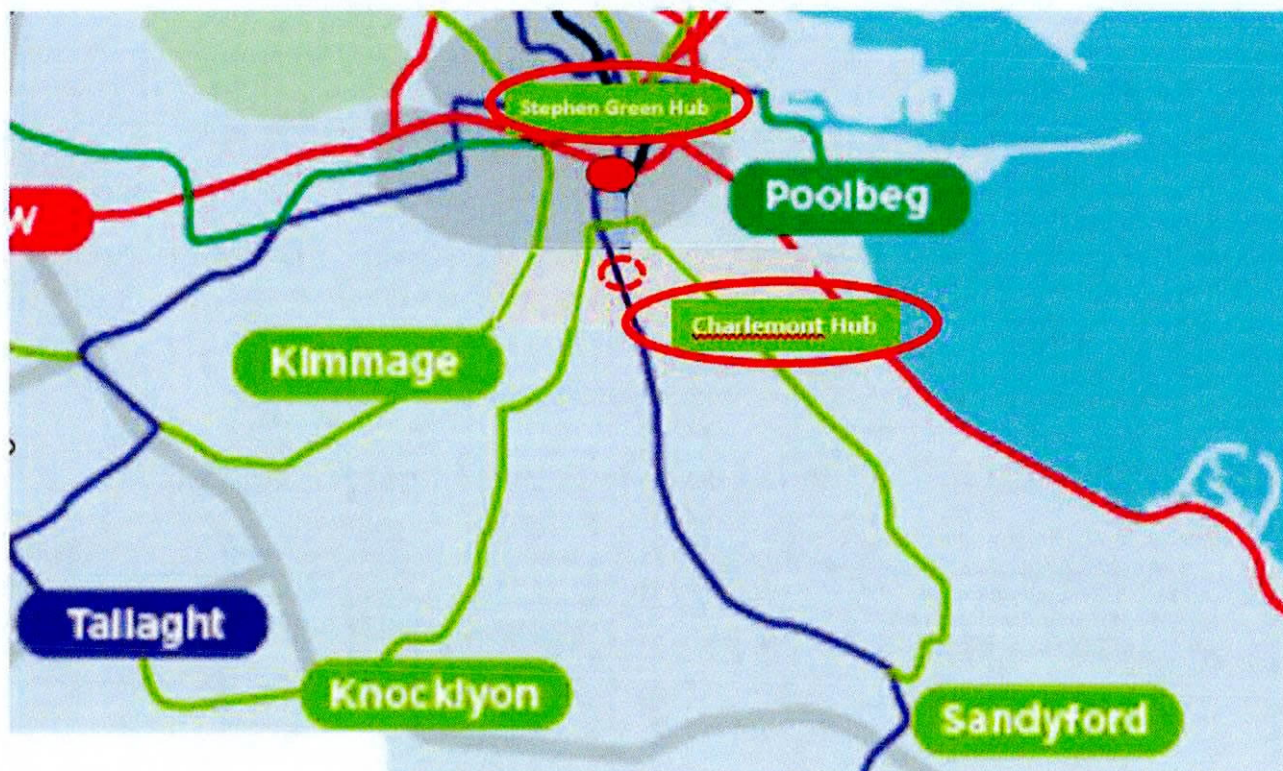 Stephen Green Hub
Poolbeg
W
Charlemont Hub
Kimmage
Tallaght
Knocklyon
Sandyford